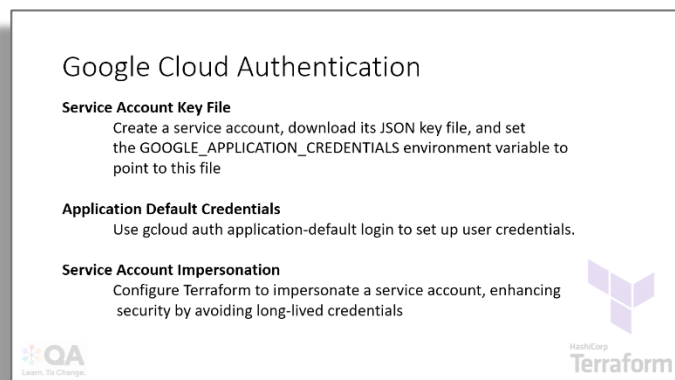 Google Cloud Authentication
Service Account Key File
Create a service account, download its JSON key file, and set
the GOOGLE_APPLICATION_CREDENTIALS environment variable to
point to this file
Application Default Credentials
Use gcloud auth application-default login to set up user credentials.
Service Account Impersonation
Configure Terraform to impersonate a service account, enhancing
security by avoiding long-lived credentials
QA
Learn. To Change.
HashiCorp
Terraform